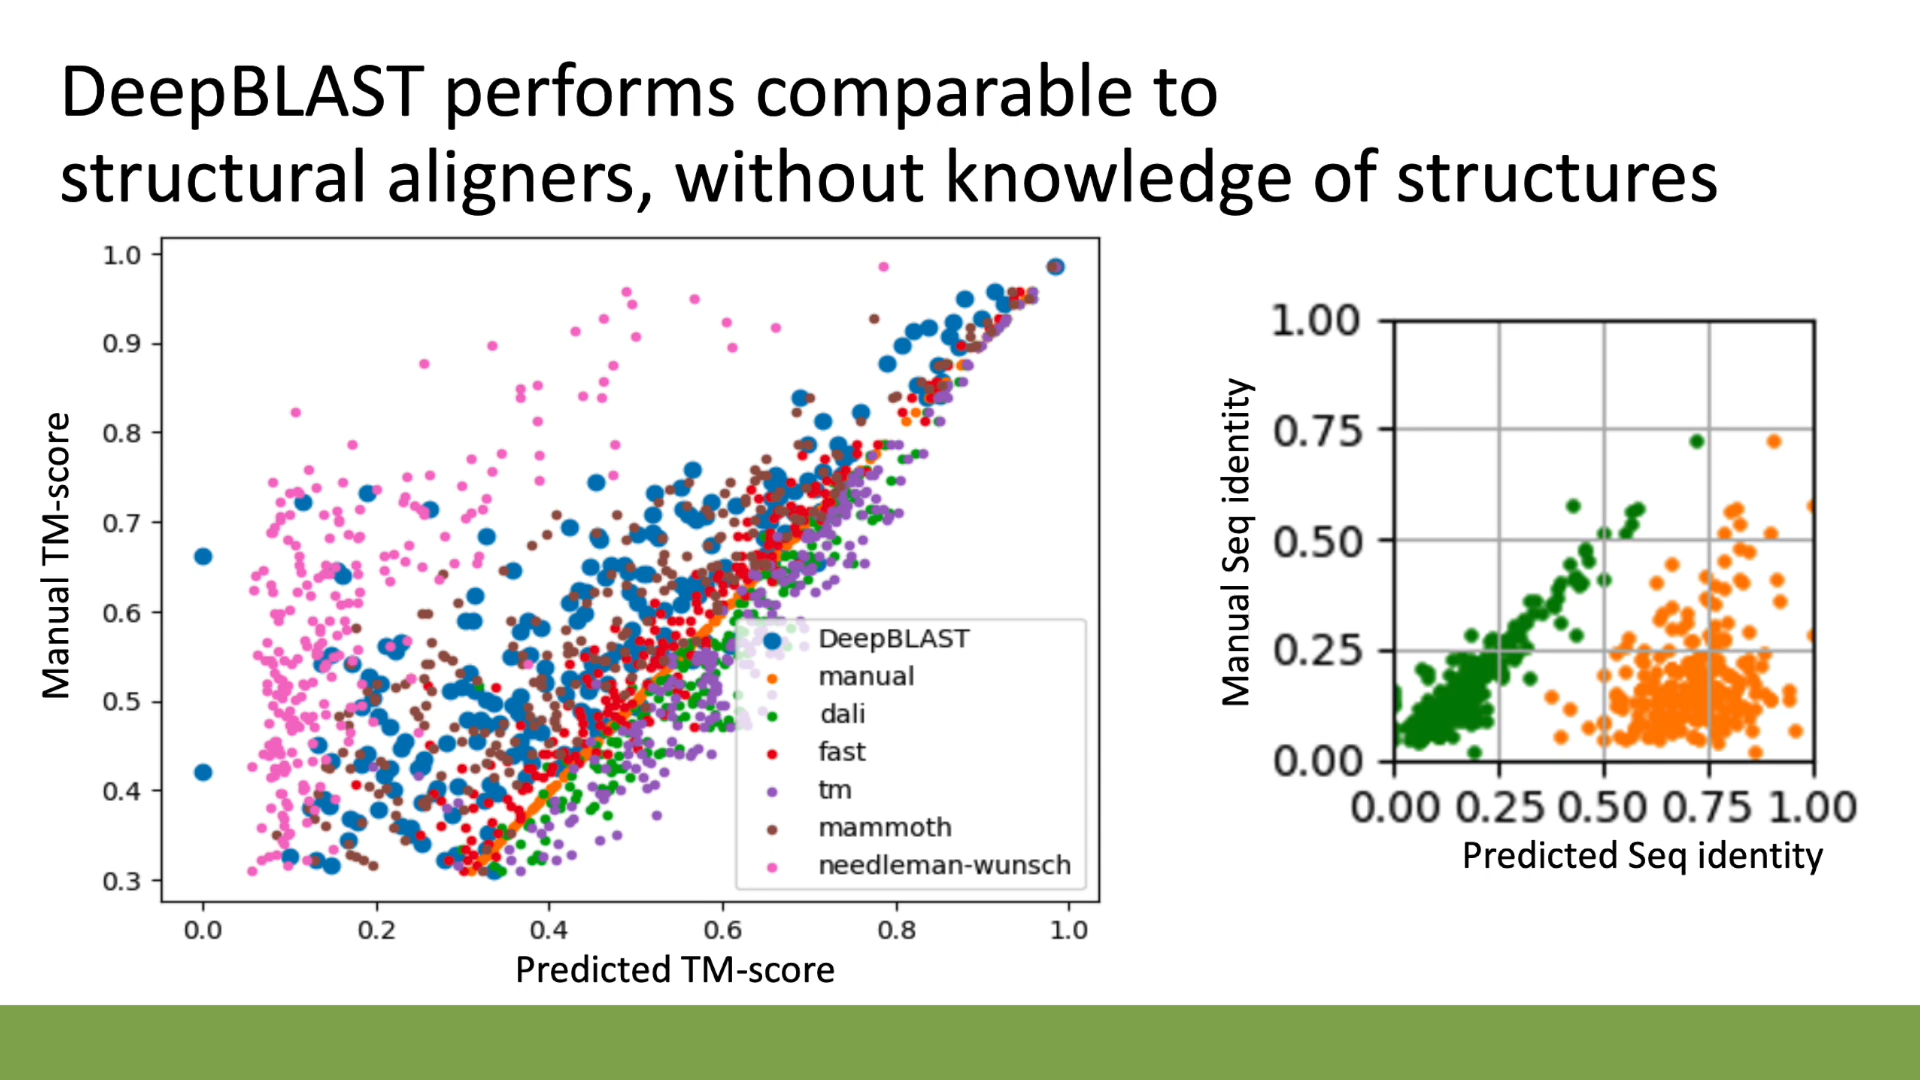 DeepBLAST performs comparable to
structural aligners, without knowledge of structures
Manual TM-score
1.0
0.9
0.8
0.7
0.6
0.5
0.4
0.3
0.0 0.2 0.4 0.6 0.8 1.0
Predicted TM-score
DeepBLAST
manual
dali
fast
tm
mammoth
needleman-wunsch
Manual Seq identity
1.00
0.75
0.50
0.25
0.00
0.00 0.25 0.50 0.75 1.00
Predicted Seq identity